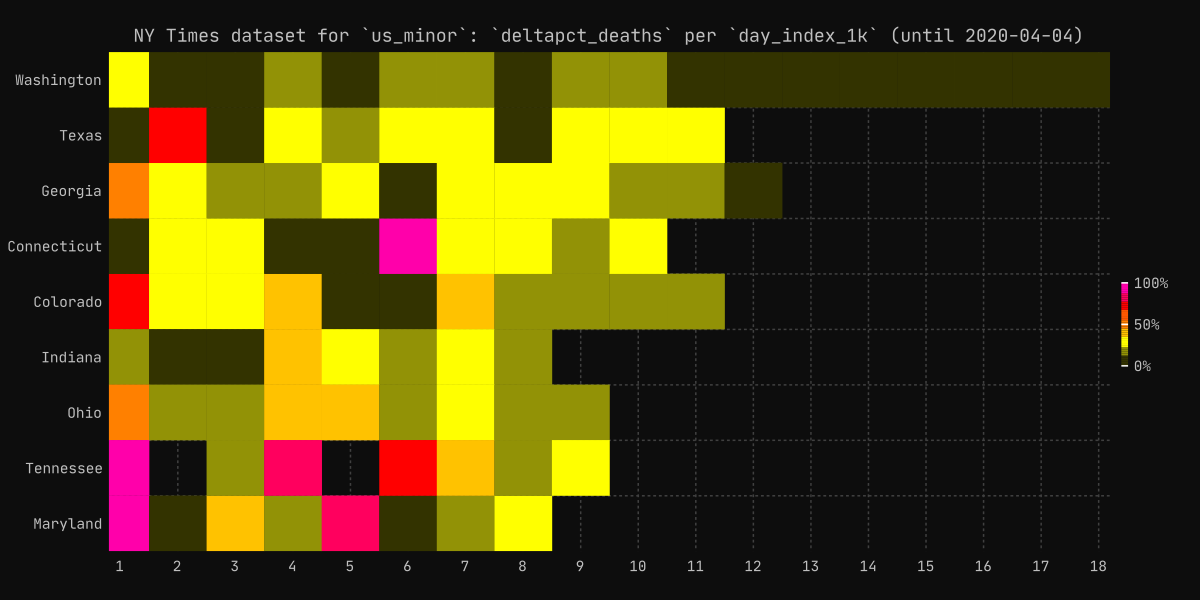 NY Times dataset for `us_minor`: `deltapct_deaths` per `day_index_1k` (until 2020-04-04)
Washington
Texas
Georgia
Connecticut
Colorado
Indiana
Ohio
Tennessee
Maryland
100%
50%
0%
1 2 3 4 5 6 7 8 9 10 11 12 13 14 15 16 17 18